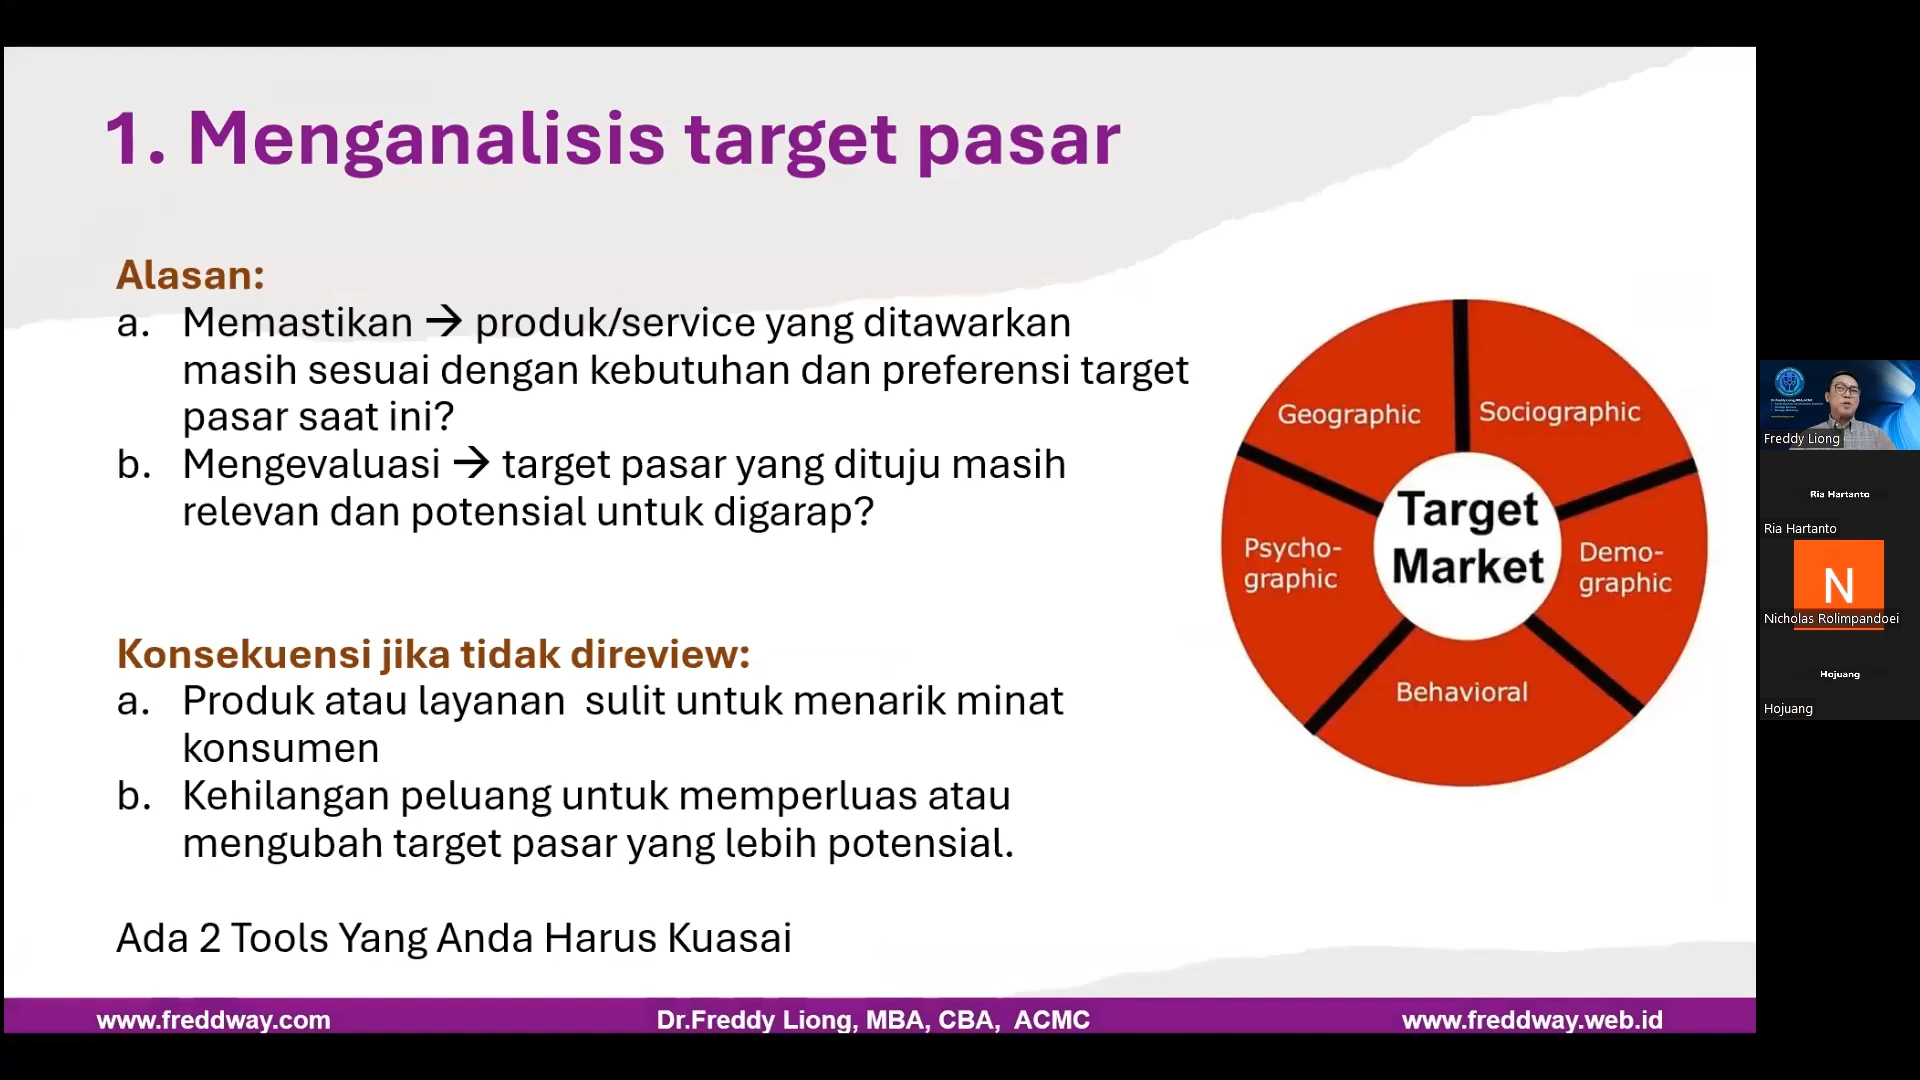 1. Menganalisis target pasar
Alasan:
a. Memastikan → produk/service yang ditawarkan
masih sesuai dengan kebutuhan dan preferensi target
pasar saat ini?
b. Mengevaluasi → target pasar yang dituju masih
relevan dan potensial untuk digarap?
Konsekuensi jika tidak direview:
a. Produk atau layanan sulit untuk menarik minat
konsumen
b. Kehilangan peluang untuk memperluas atau
mengubah target pasar yang lebih potensial.
Ada 2 Tools Yang Anda Harus Kuasai
Geographic
Sociographic
Psycho-
graphic
Target
Market
Demo-
graphic
Behavioral
www.freddway.com
Dr.Freddy Liong, MBA, CBA, ACMC
www.freddway.web.id
Freddy Liong
Ria Hartanto
Ria Hartanto
N
Nicholas Rolimpandoei
Hojuang
Hojuang